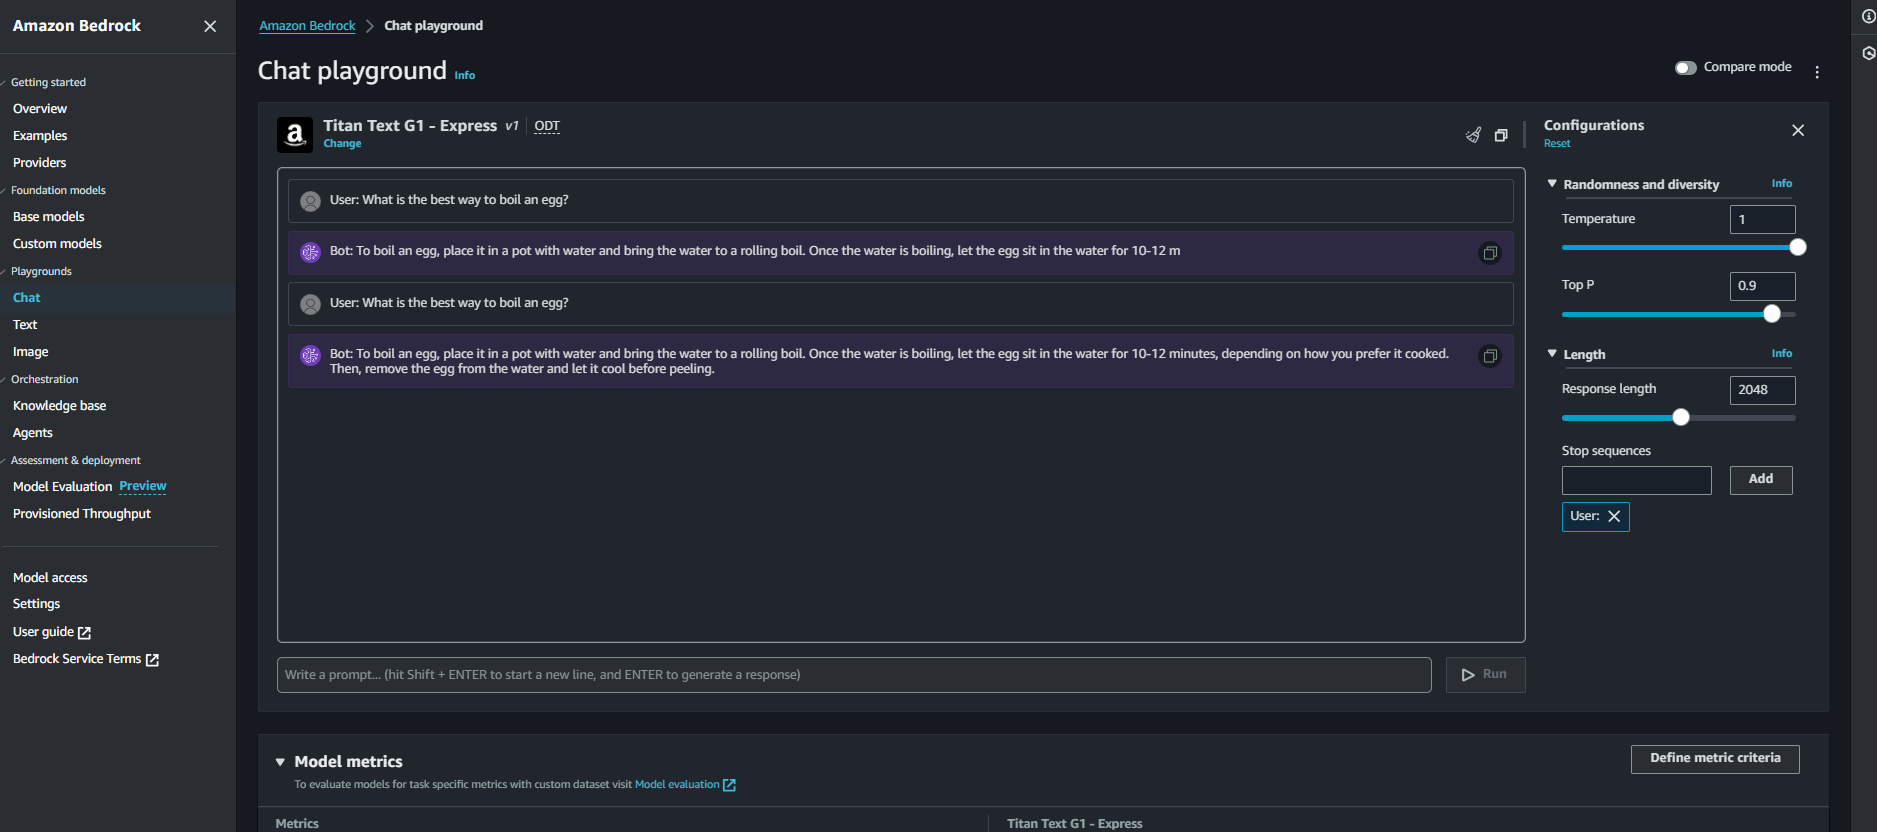 Amazon Bedrock
Getting started
Overview
Examples
Providers
Foundation models
Base models
Custom models
Playgrounds
Chat
Text
Image
Orchestration
Knowledge base
Agents
Assessment & deployment
Model Evaluation Preview
Provisioned Throughput
Model access
Settings
User guide
Bedrock Service Terms
Amazon Bedrock > Chat playground
Chat playground Info
Compare mode
a
Titan Text G1 - Express v1 | ODT
Change
User: What is the best way to boil an egg?
Bot: To boil an egg, place it in a pot with water and bring the water to a rolling boil. Once the water is boiling, let the egg sit in the water for 10-12 m
User: What is the best way to boil an egg?
Bot: To boil an egg, place it in a pot with water and bring the water to a rolling boil. Once the water is boiling, let the egg sit in the water for 10-12 minutes, depending on how you prefer it cooked.
Then, remove the egg from the water and let it cool before peeling.
Write a prompt... (hit Shift + ENTER to start a new line, and ENTER to generate a response)
Run
Configurations
Reset
Randomness and diversity Info
Temperature 1
Top P 0.9
Length Info
Response length 2048
Stop sequences
Add
User:
Model metrics
To evaluate models for task specific metrics with custom dataset visit Model evaluation
Define metric criteria
Metrics
Titan Text G1 - Express